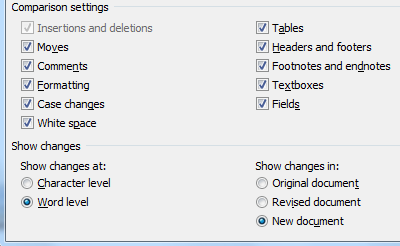 Comparison settings
Insertions and deletions
Moves
Comments
Formatting
Case changes
White space
Tables
Headers and footers
Footnotes and endnotes
Textboxes
Fields
Show changes
Show changes at:
Character level
Word level
Show changes in:
Original document
Revised document
New document